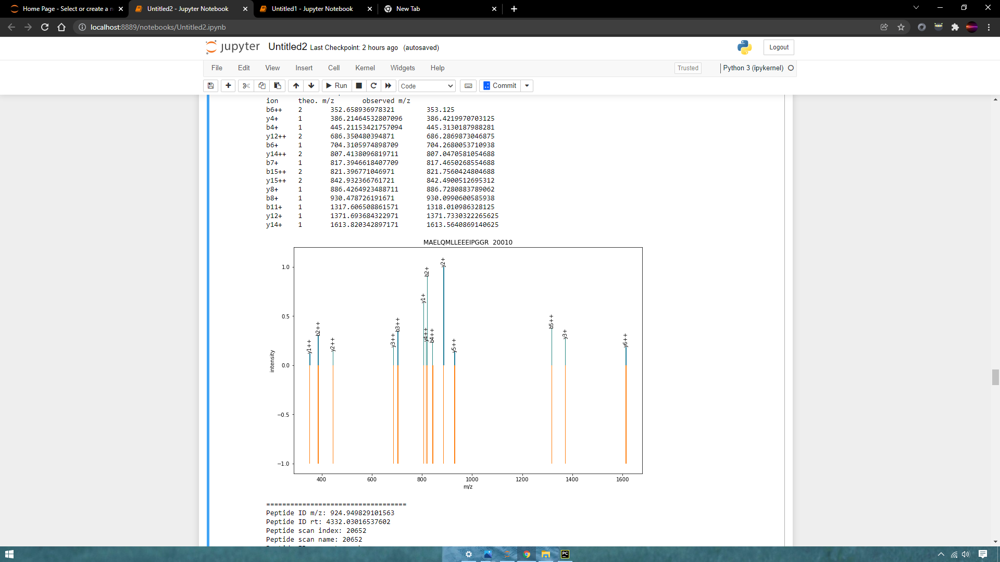 Home Page - Select or create a n
Untitled2 - Jupyter Notebook
Untitled1 - Jupyter Notebook
New Tab
localhost:8889/notebooks/Untitled2.ipynb
jupyter Untitled2 Last Checkpoint: 2 hours ago (autosaved)
Logout
File Edit View Insert Cell Kernel Widgets Help
Trusted
Python 3 (ipykernel)
Run
Code
Commit
ion theo. m/z observed m/z
b6++ 2 352.658936978321 353.125
y4+ 1 386.21464532807096 386.4219970703125
b4+ 1 445.21153421757094 445.3130187988281
y12++ 2 686.350480394871 686.2869873046875
b6+ 1 704.3105974898709 704.2680053710938
y14++ 2 807.4138096819711 807.0470581054688
b7+ 1 817.3946618407709 817.4650268554688
b15++ 2 821.396771046971 821.7560424804688
y15++ 2 842.932366761721 842.4900512695312
y8+ 1 886.4264923488711 886.7280883789062
b8+ 1 930.478726191671 930.0990600585938
b11+ 1 1317.606508861571 1318.010986328125
y12+ 1 1371.693684322971 1371.7330322265625
y14+ 1 1613.820342897171 1613.5640869140625
MAELQMLLEEEIPGGR 20010
1.0
0.5
0.0
−0.5
−1.0
intensity
y1++
b2++
y2++
y3++
b3++
y1+
b2+
y4++
b4++
y2+
y5++
b5++
y3+
y6++
400 600 800 1000 1200 1400 1600
m/z
===================================
Peptide ID m/z: 924.949829101563
Peptide ID rt: 4332.03016537602
Peptide scan index: 20652
Peptide scan name: 20652
PC